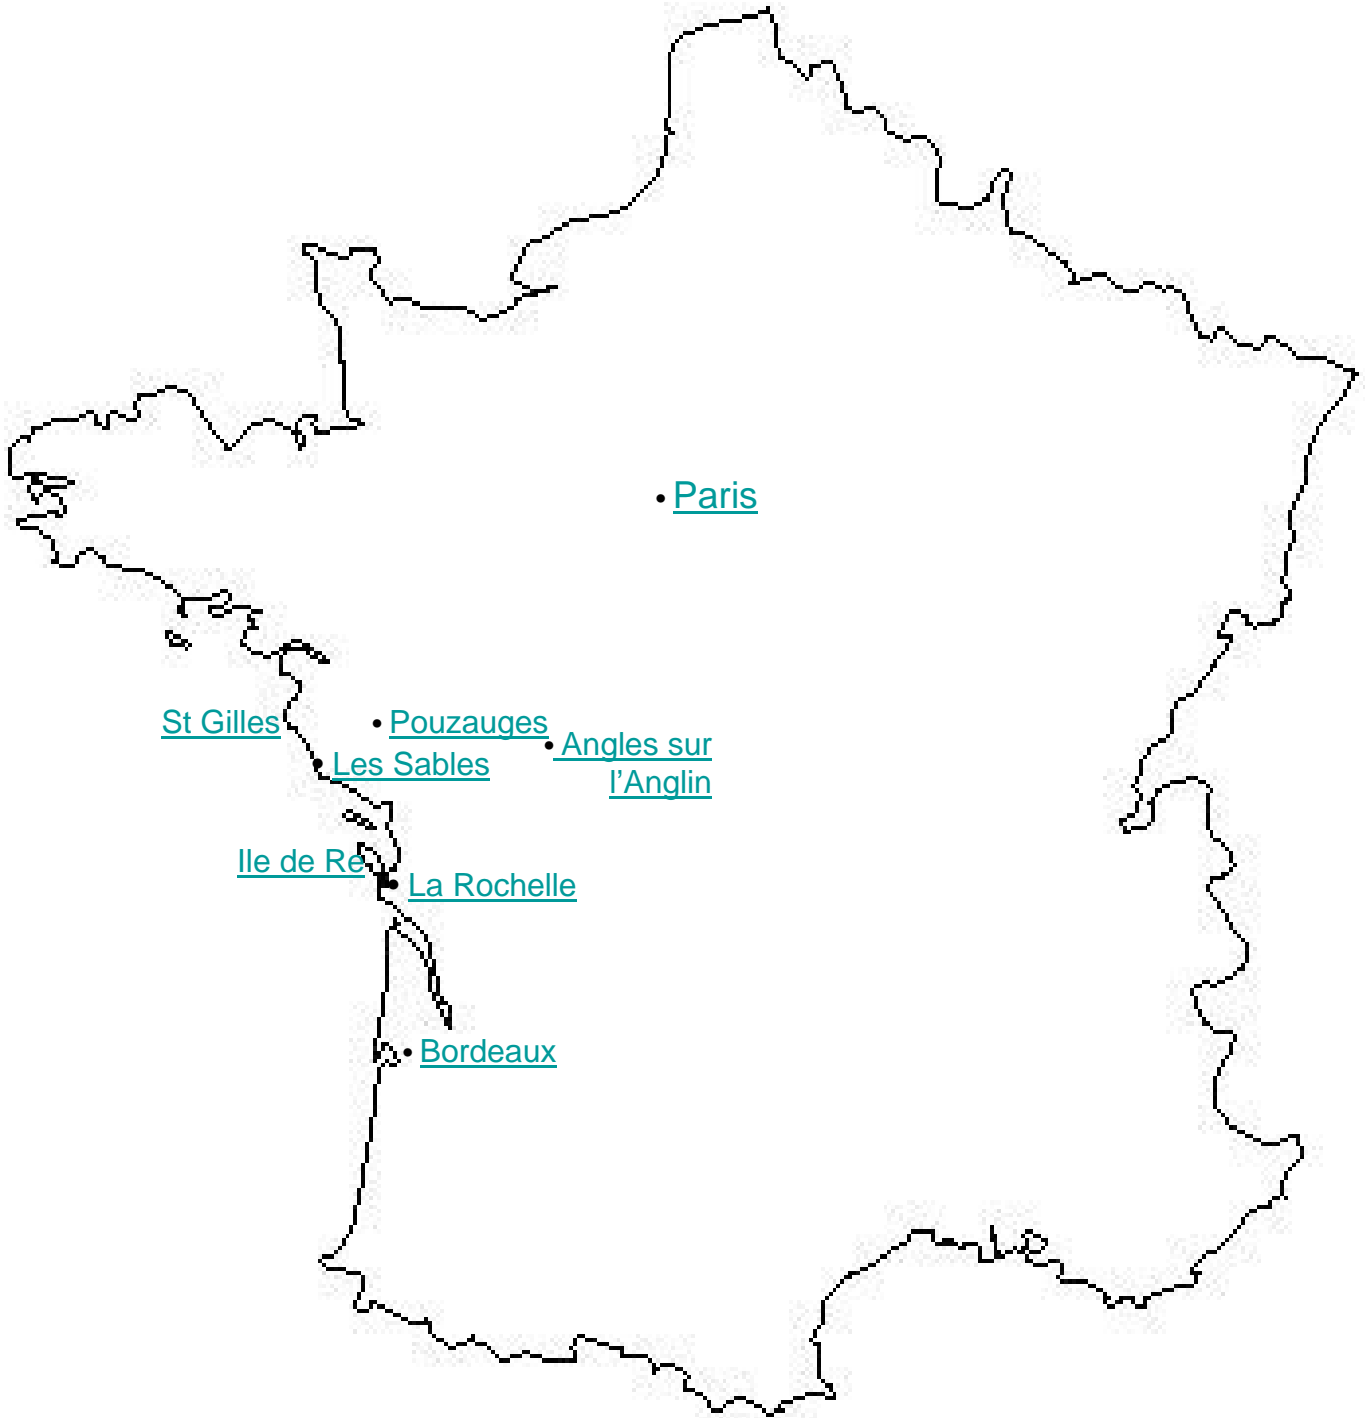 Paris
St Gilles
Pouzauges
Angles sur
l’Anglin
Les Sables
Ile de Re
La Rochelle
Bordeaux